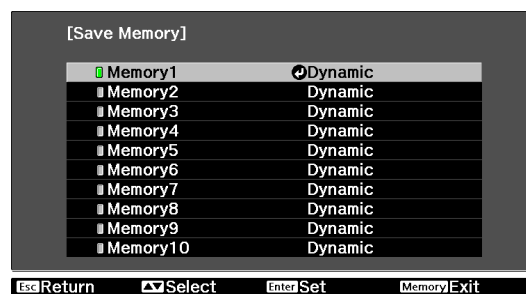 [Save Memory]
Memory1 Dynamic
Memory2 Dynamic
Memory3 Dynamic
Memory4 Dynamic
Memory5 Dynamic
Memory6 Dynamic
Memory7 Dynamic
Memory8 Dynamic
Memory9 Dynamic
Memory10 Dynamic
Esc Return Select Enter Set Memory Exit